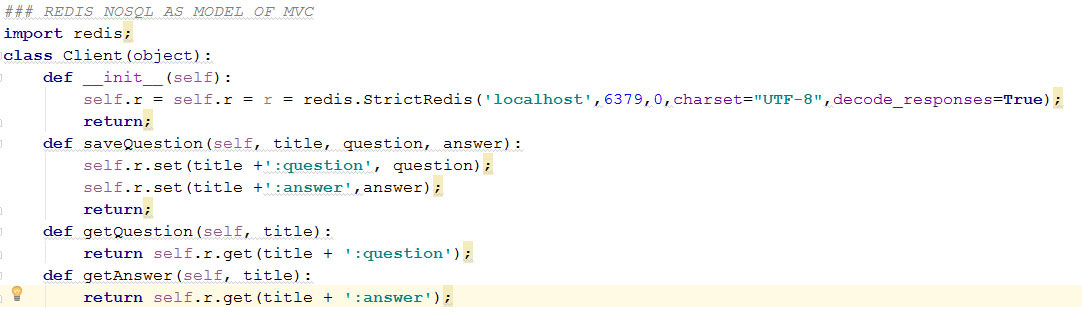 ### REDIS NOSQL AS MODEL OF MVC
import redis;
class Client(object):
    def __init__(self):
        self.r = self.r = r = redis.StrictRedis('localhost',6379,0,charset="UTF-8",decode_responses=True);
        return;
    def saveQuestion(self, title, question, answer):
        self.r.set(title +':question', question);
        self.r.set(title +':answer',answer);
        return;
    def getQuestion(self, title):
        return self.r.get(title + ':question');
    def getAnswer(self, title):
        return self.r.get(title + ':answer');